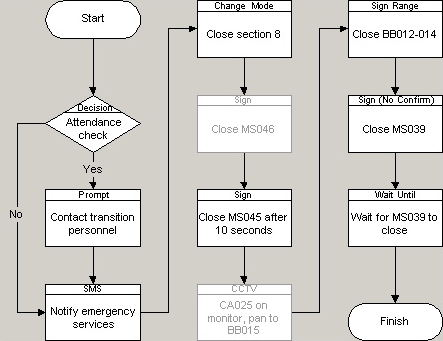 Start
Decision
Attendance
check
Yes
No
Prompt
Contact transition
personnel
SMS
Notify emergency
services
Change Mode
Close section 8
Sign
Close MS046
Sign
Close MS045 after
10 seconds
CCTV
CA025 on
monitor, pan to
BB015
Sign Range
Close BB012-014
Sign (No Confirm)
Close MS039
Wait Until
Wait for MS039 to
close
Finish